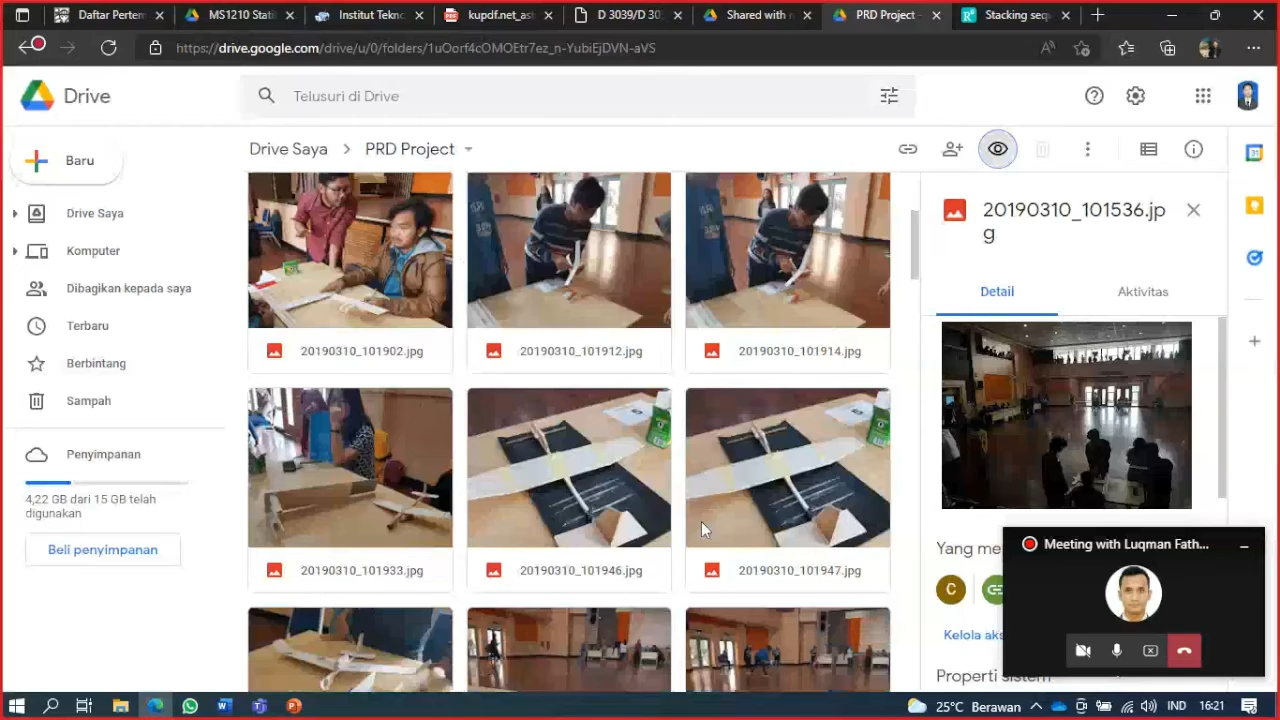 Daftar Pertem
MS1210 Stati
Institut Tekno
kupdf.net_ast
D 3039/D 30
Shared with n
PRD Project -
Stacking sequ
https://drive.google.com/drive/u/0/folders/1uOorf4cOMOEtr7ez_n-YubiEjDVN-aVS
Drive
Telusuri di Drive
Baru
Drive Saya
Komputer
Dibagikan kepada saya
Terbaru
Berbintang
Sampah
Penyimpanan
4,22 GB dari 15 GB telah
digunakan
Beli penyimpanan
Drive Saya > PRD Project
20190310_101902.jpg
20190310_101912.jpg
20190310_101914.jpg
20190310_101933.jpg
20190310_101946.jpg
20190310_101947.jpg
20190310_101536.jp
g
Detail
Aktivitas
Yang me
C
Kelola aks
Properti sistem
Meeting with Luqman Fath...
25°C Berawan
IND
16:21